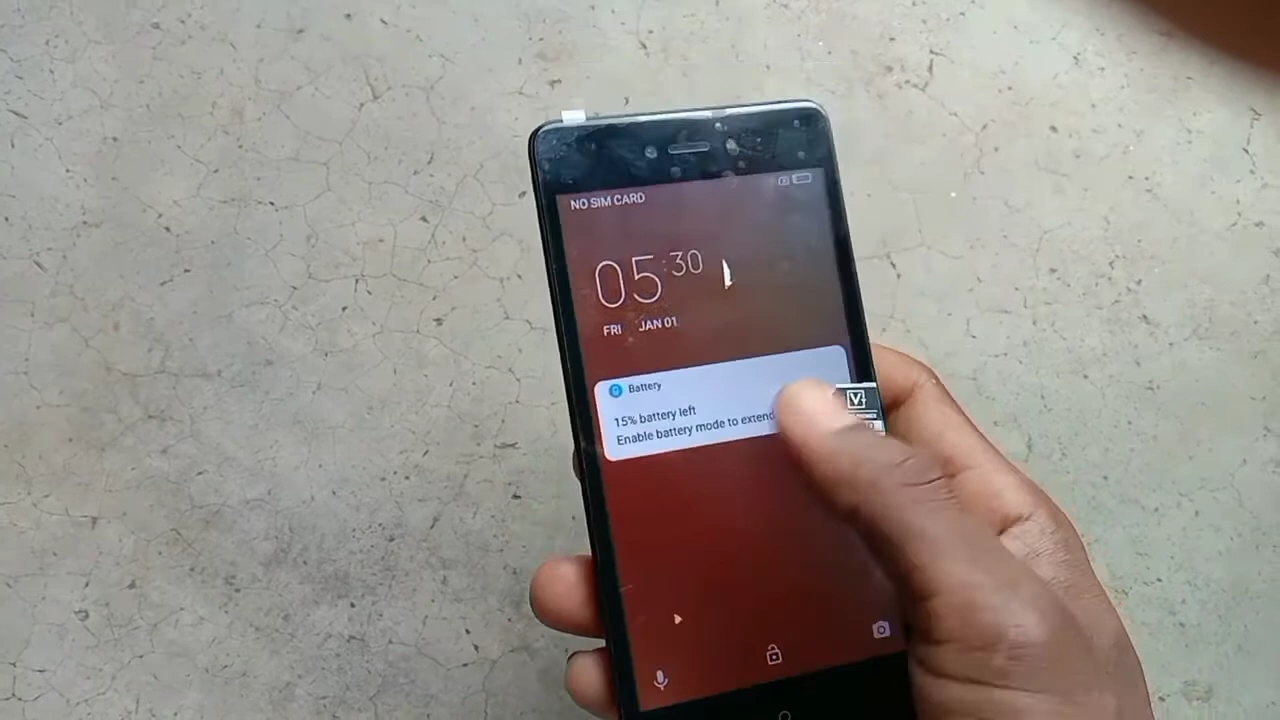 NO SIM CARD
05:30
FRI JAN 01
Battery
15% battery left
Enable battery mode to extend